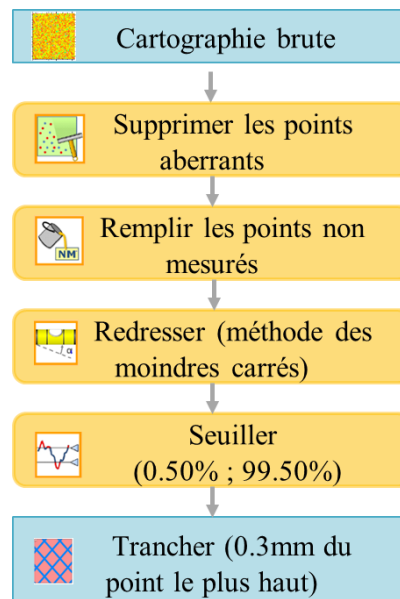 Cartographie brute
Supprimer les points
aberrants
Remplir les points non
mesurés
NM
Redresser (méthode des
moindres carrés)
α
Seuiller
(0.50% ; 99.50%)
Trancher (0.3mm du
point le plus haut)